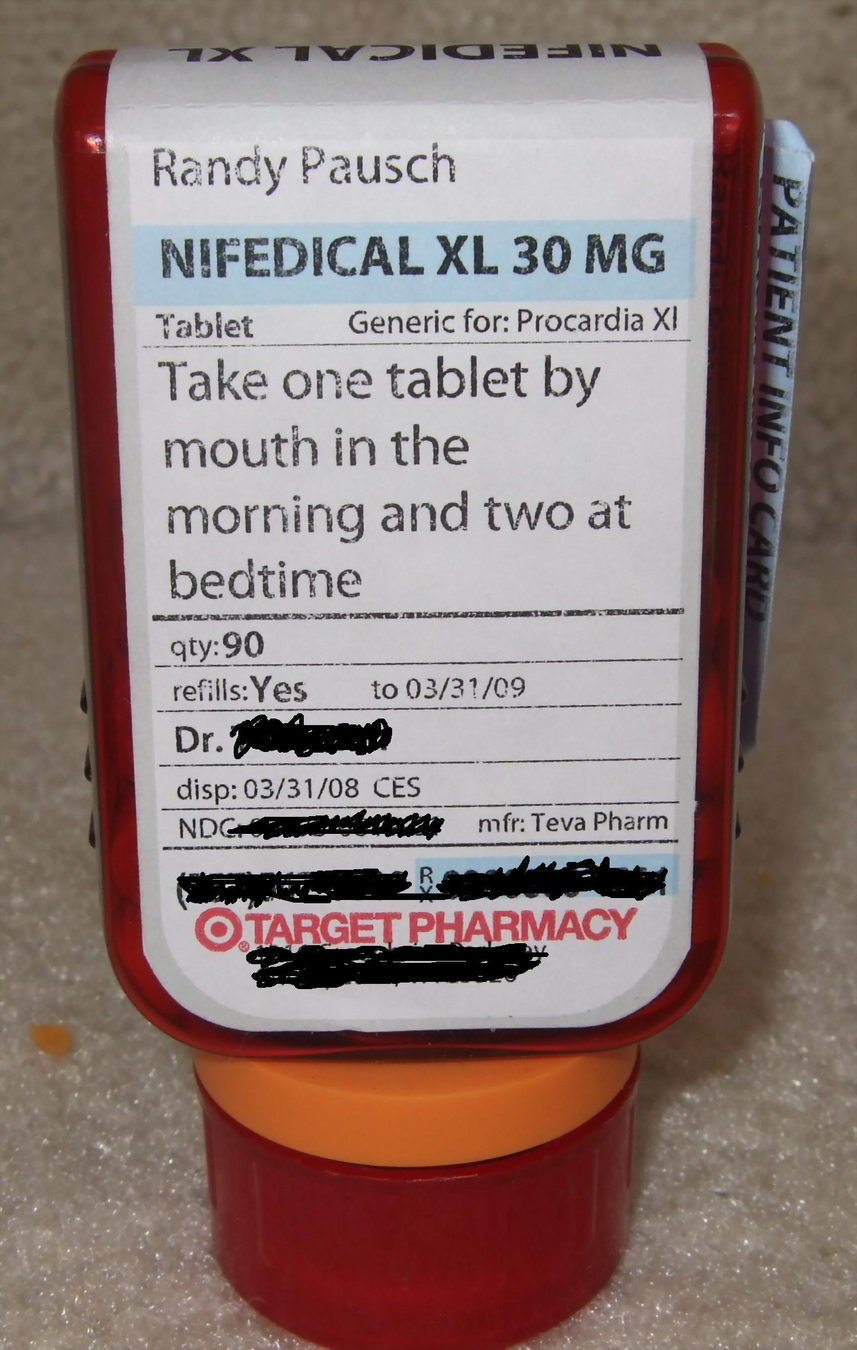 NIFEDICAL XL
Randy Pausch
NIFEDICAL XL 30 MG
Tablet Generic for: Procardia Xl
Take one tablet by
mouth in the
morning and two at
bedtime
qty:90
refills:Yes to 03/31/09
Dr.
disp: 03/31/08 CES
NDC: mfr: Teva Pharm
RX
TARGET PHARMACY
PATIENT INFO CARD